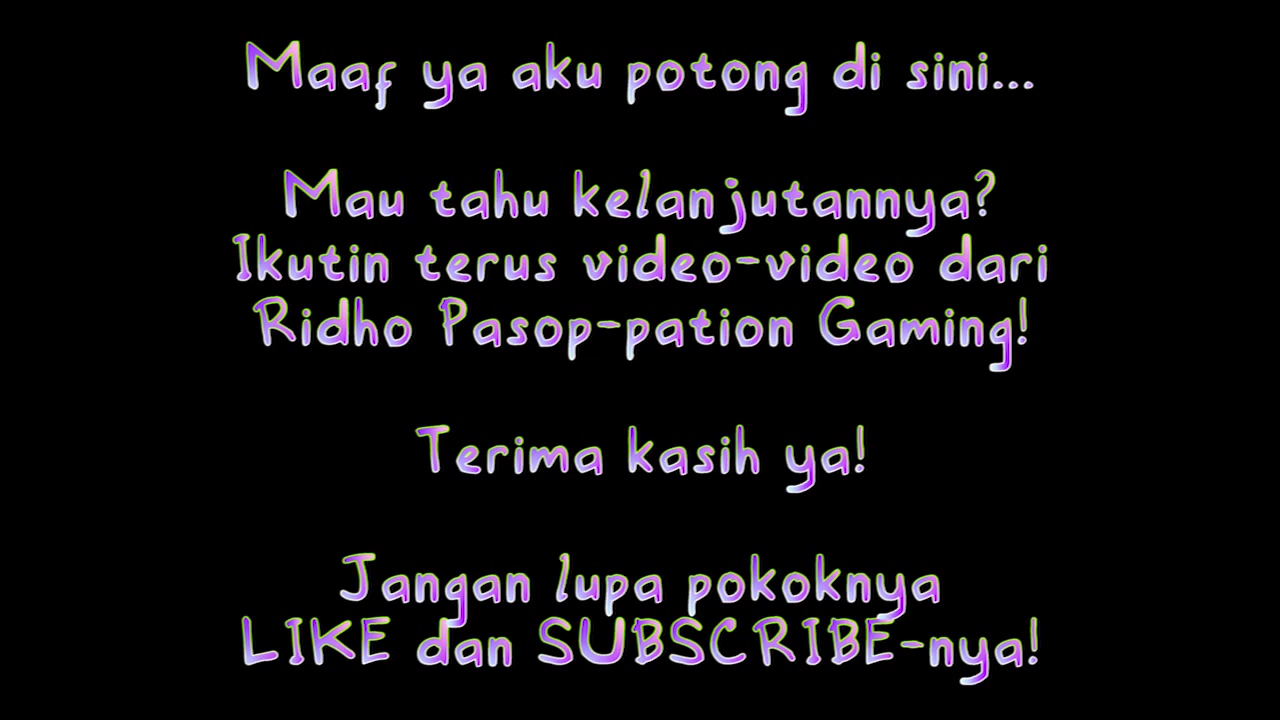 Maaf ya aku potong di sini...
Mau tahu kelanjutannya?
Ikutin terus video-video dari
Ridho Pasop-pation Gaming!
Terima kasih ya!
Jangan lupa pokoknya
LIKE dan SUBSCRIBE-nya!